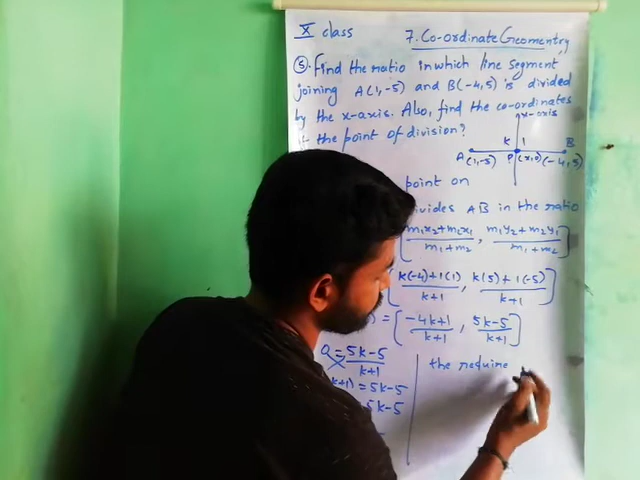 X class
7. Co-ordinate Geomentry
⑤. Find the ratio in which line segment
joining A(1,-5) and B(-4,5) is divided
by the x-axis. Also, find the co-ordinates
the point of division?
x-axis
k 1
A (1,-5) P (x,0) (-4,5) B
point on
divides AB in the ratio
[m₁x₂+m₂x₁/m₁+m₂, m₁y₂+m₂y₁/m₁+m₂]
[k(-4)+1(1)/k+1, k(5)+1(-5)/k+1]
) = [-4k+1/k+1, 5k-5/k+1]
0 = 5k-5/k+1
k+1) = 5k-5
5k-5
the require